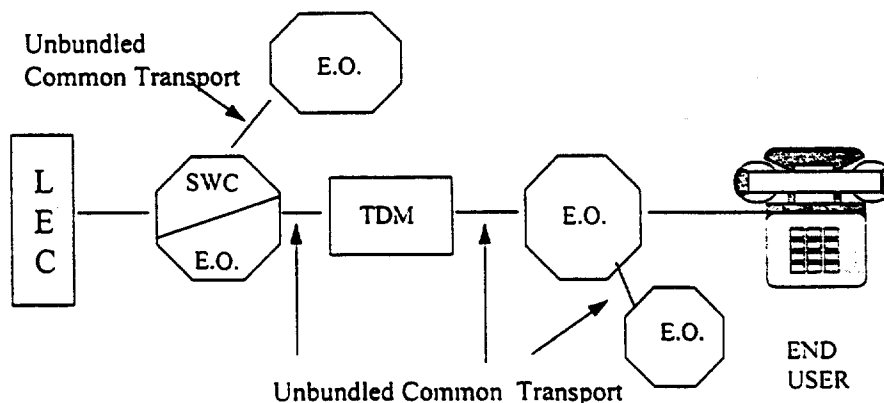 Unbundled
Common Transport
E.O.
L
E
C
SWC
E.O.
TDM
E.O.
E.O.
END
USER
Unbundled Common Transport